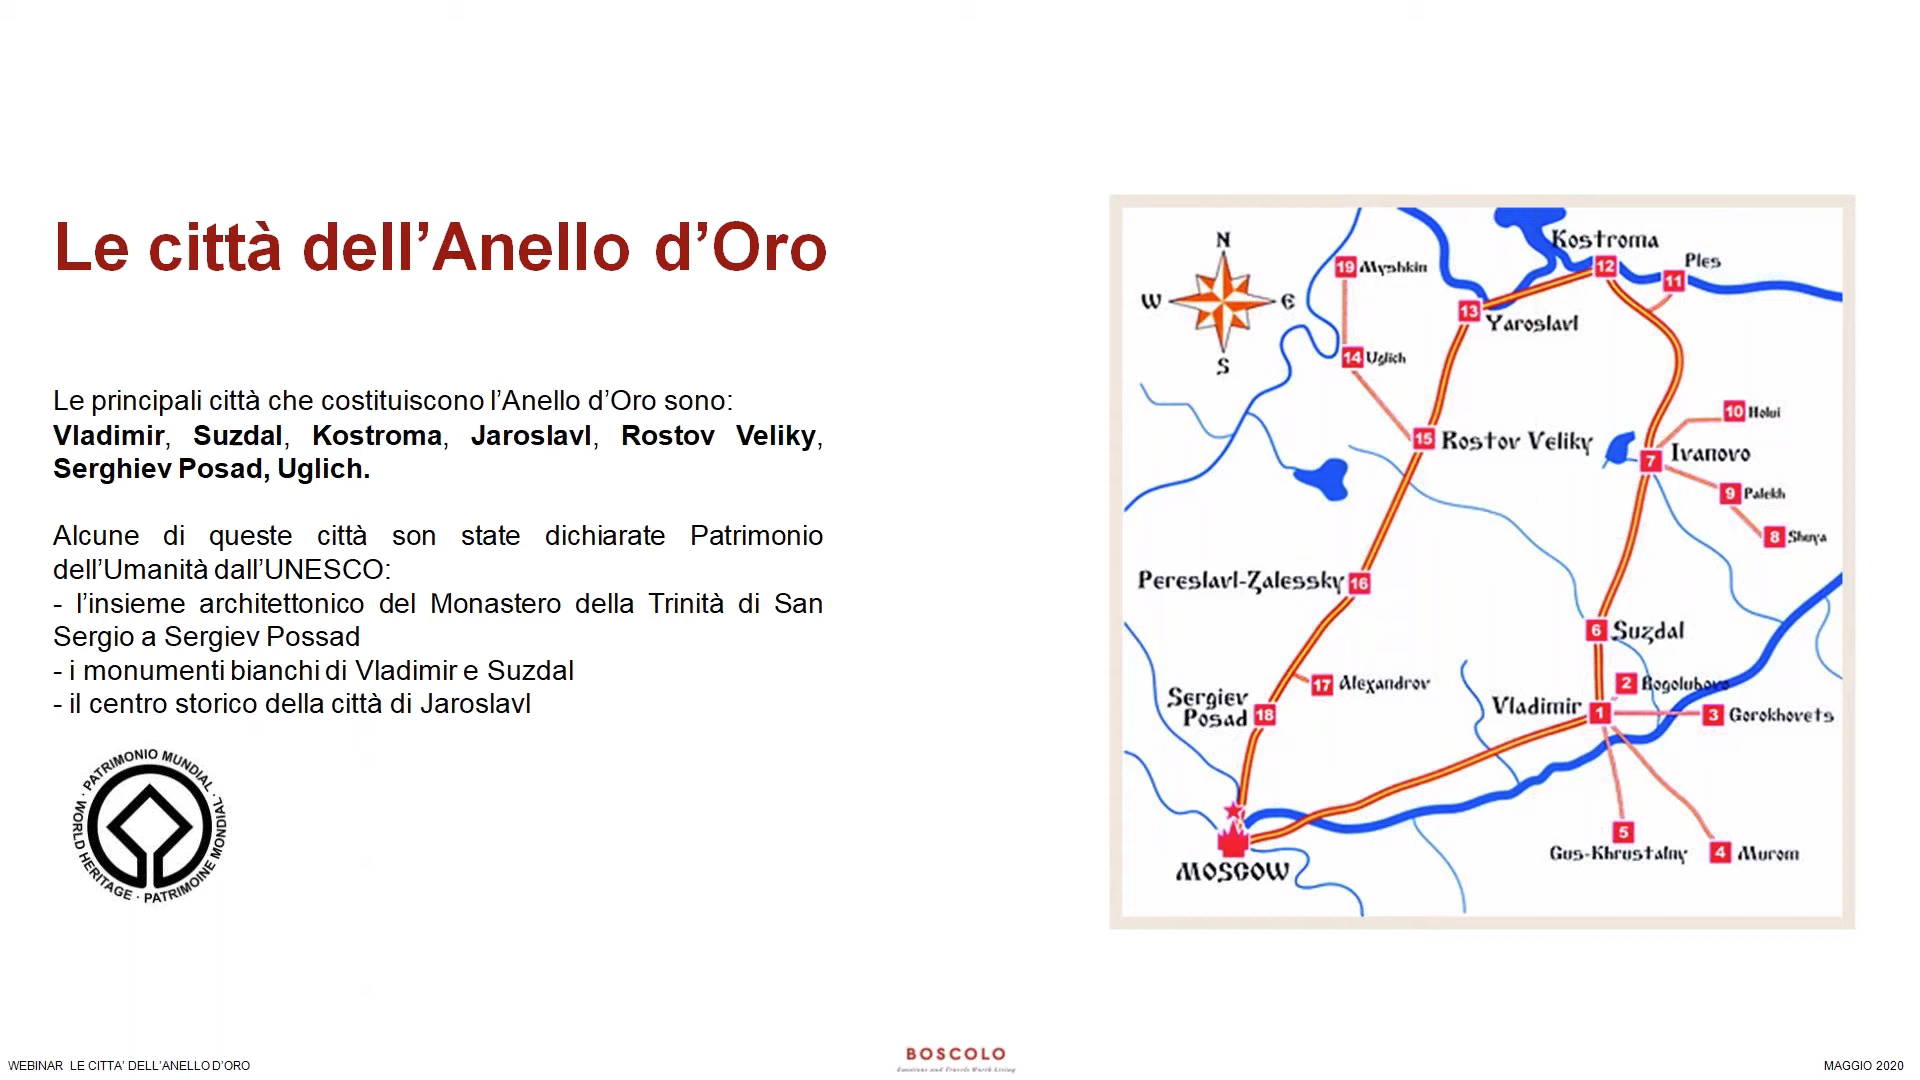 Le città dell’Anello d’Oro
Le principali città che costituiscono l’Anello d’Oro sono:
Vladimir, Suzdal, Kostroma, Jaroslavl, Rostov Veliky,
Serghiev Posad, Uglich.
Alcune di queste città son state dichiarate Patrimonio
dell’Umanità dall’UNESCO:
- l’insieme architettonico del Monastero della Trinità di San
Sergio a Sergiev Possad
- i monumenti bianchi di Vladimir e Suzdal
- il centro storico della città di Jaroslavl
· PATRIMONIO MUNDIAL ·
WORLD HERITAGE · PATRIMOINE MONDIAL
N
W E
S
Kostroma
12
Ples
11
19 Myshkin
13
Yaroslavl
14 Uglich
10 Holui
15 Rostov Veliky
7 Ivanovo
9 Palekh
8 Shuya
Pereslavl-Zalessky 16
6 Suzdal
17 Alexandrov
2 Bogolubovo
Sergiev
Posad 18
Vladimir 1
3 Gorokhovets
5
Gus-Khrustalny
4 Murom
MOSCOW
WEBINAR LE CITTA’ DELL’ANELLO D’ORO
BOSCOLO
Emotions and Travels Worth Living
MAGGIO 2020